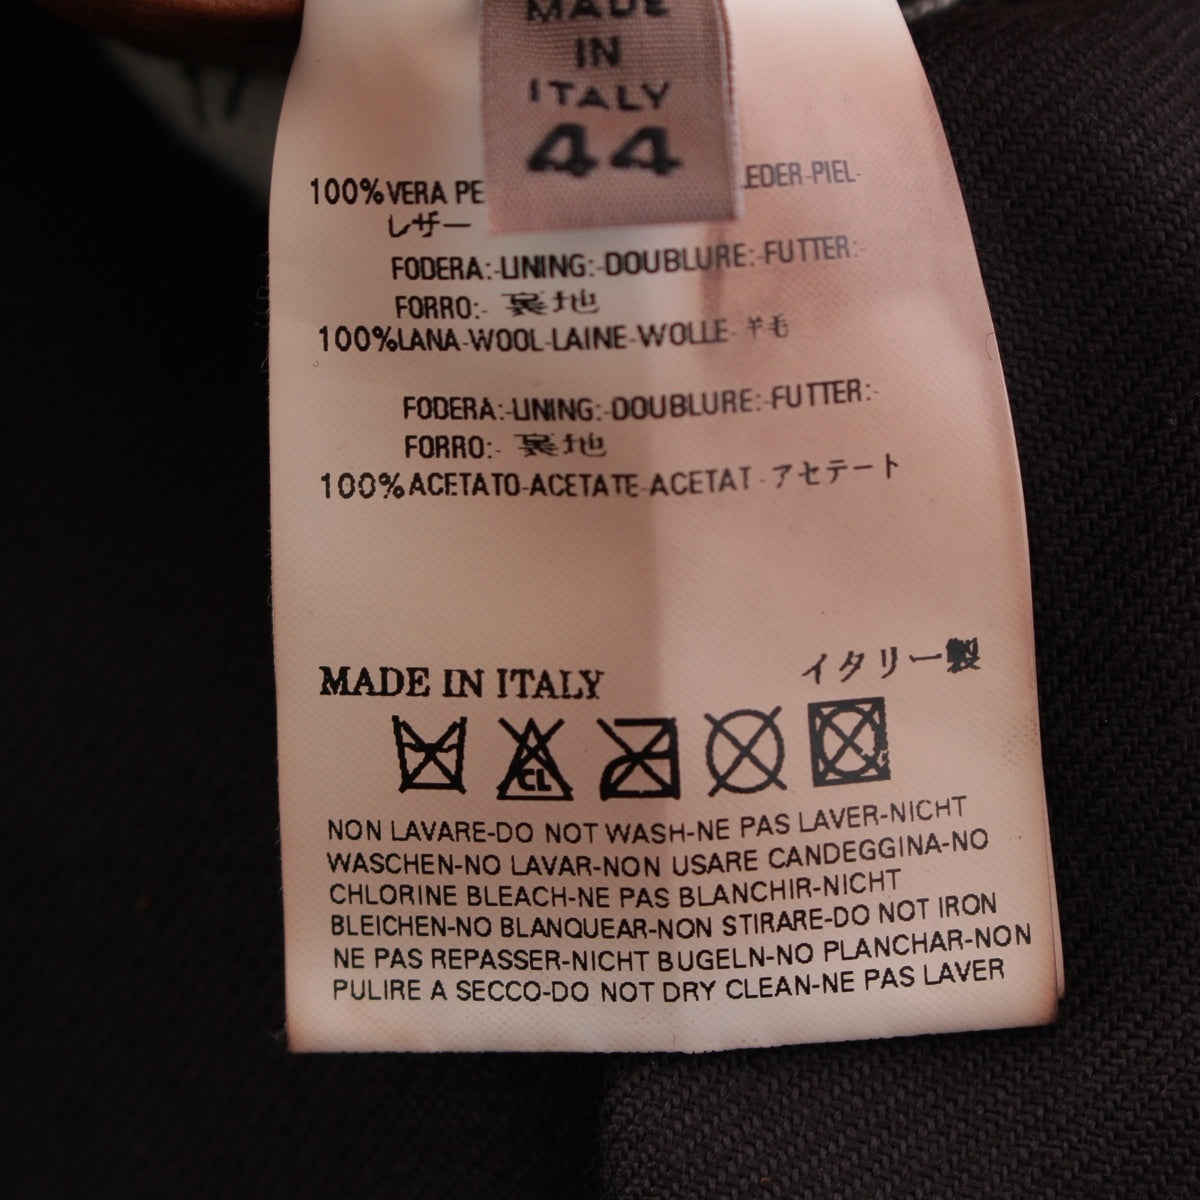 MADE
IN
ITALY
44
100% VERA PE
EDER-PIEL-
レザー
FODERA:-LINING:-DOUBLURE:-FUTTER:-
FORRO:- 裏地
100% LANA-WOOL-LAINE-WOLLE-羊毛
FODERA:-LINING:-DOUBLURE:-FUTTER:-
FORRO:- 裏地
100% ACETATO-ACETATE-ACETAT-アセテート
MADE IN ITALY イタリー製
CL
NON LAVARE-DO NOT WASH-NE PAS LAVER-NICHT
WASCHEN-NO LAVAR-NON USARE CANDEGGINA-NO
CHLORINE BLEACH-NE PAS BLANCHIR-NICHT
BLEICHEN-NO BLANQUEAR-NON STIRARE-DO NOT IRON
NE PAS REPASSER-NICHT BUGELN-NO PLANCHAR-NON
PULIRE A SECCO-DO NOT DRY CLEAN-NE PAS LAVER